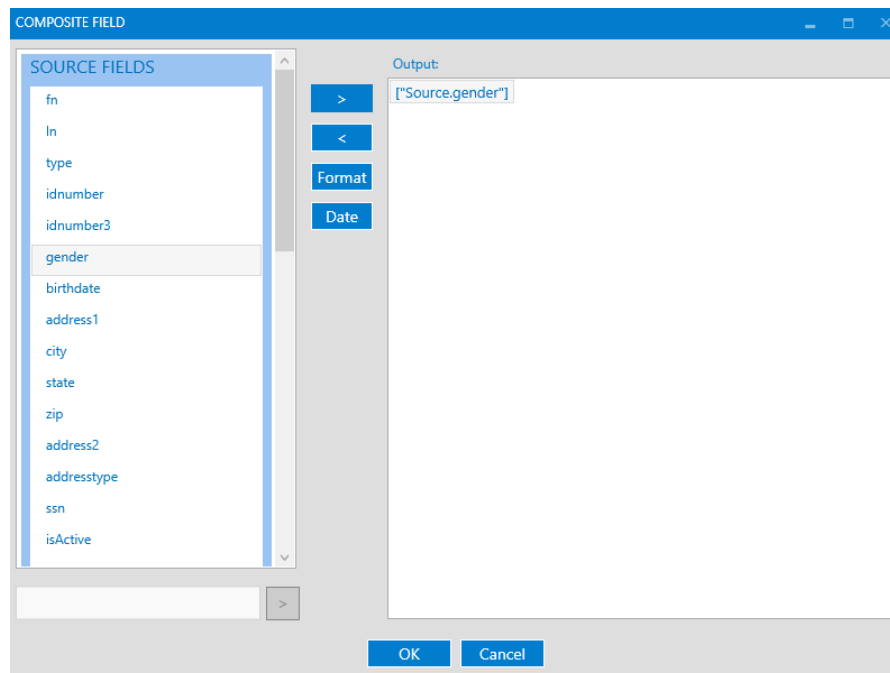 COMPOSITE FIELD
SOURCE FIELDS
fn
ln
type
idnumber
idnumber3
gender
birthdate
address1
city
state
zip
address2
addresstype
ssn
isActive
>
>
<
Format
Date
Output:
["Source.gender"]
OK
Cancel